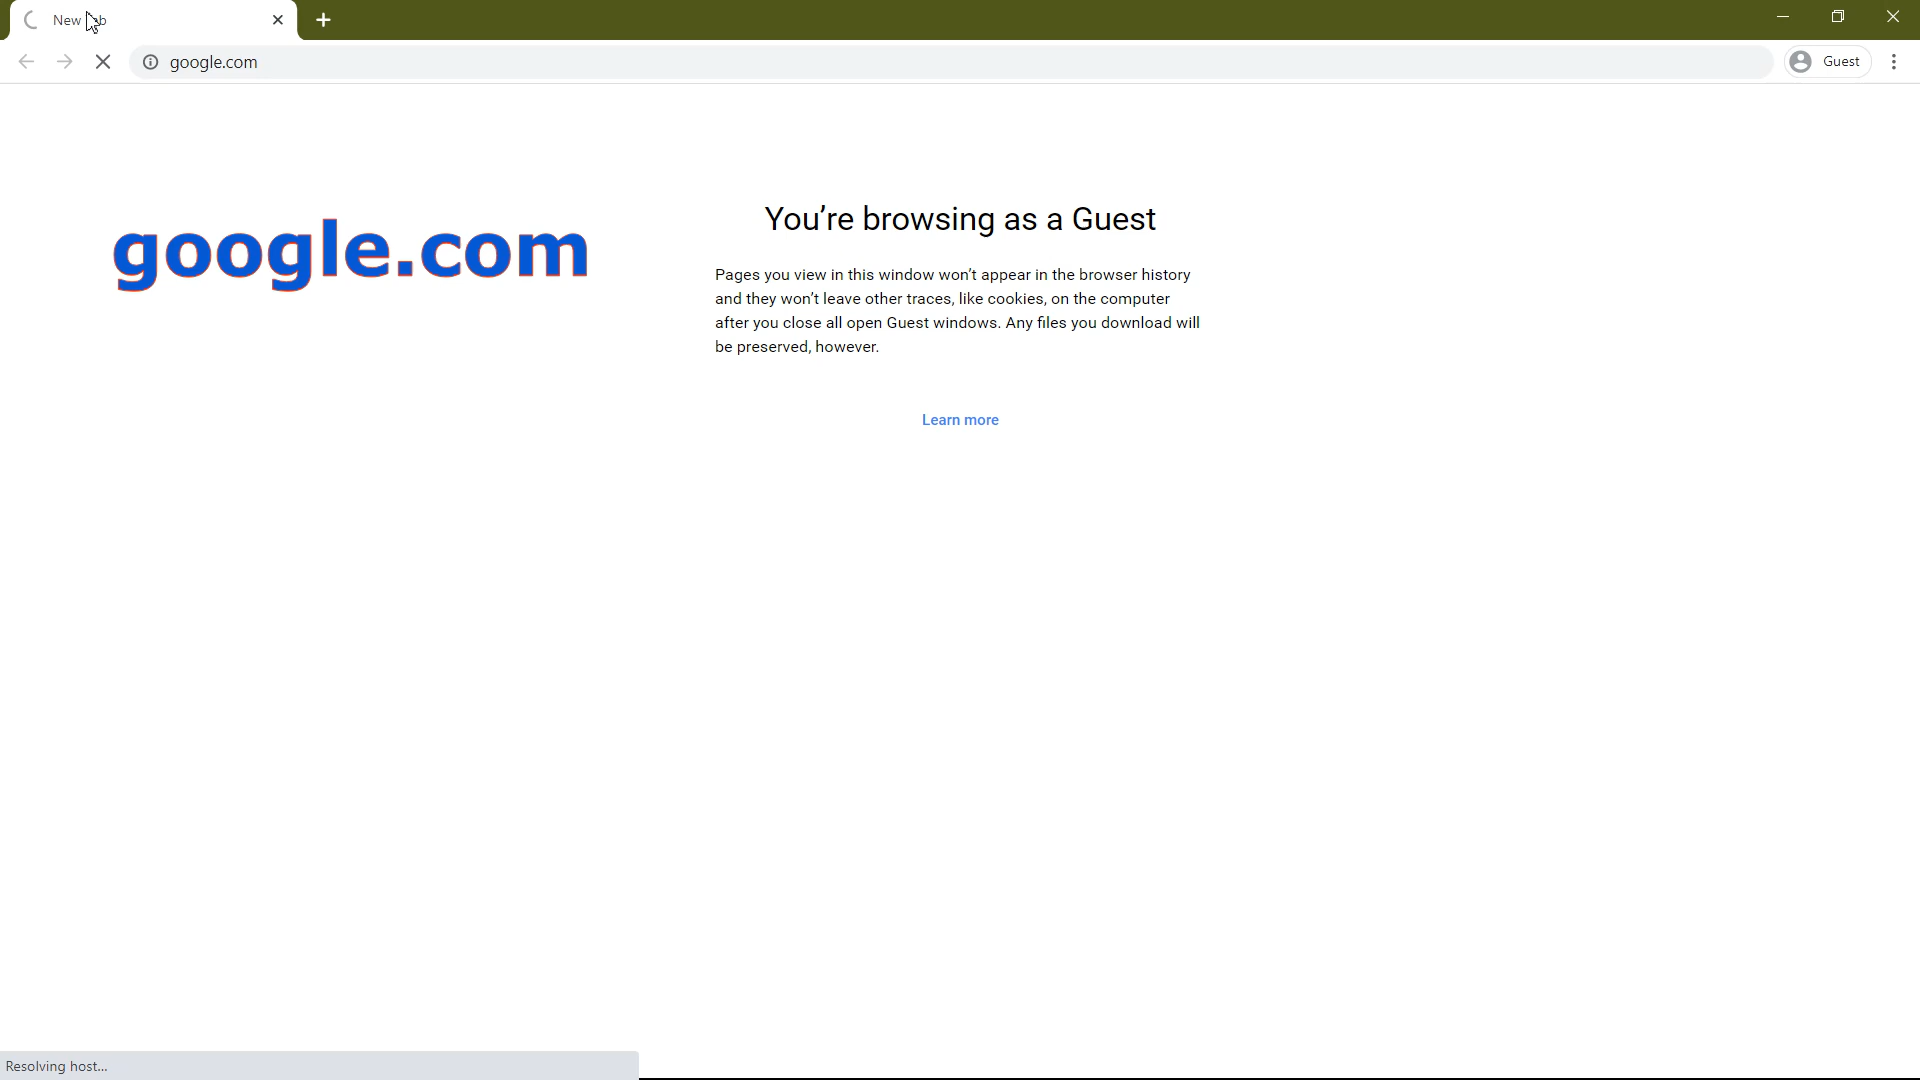 New Tab
google.com
Guest
google.com
You’re browsing as a Guest
Pages you view in this window won’t appear in the browser history
and they won’t leave other traces, like cookies, on the computer
after you close all open Guest windows. Any files you download will
be preserved, however.
Learn more
Resolving host...